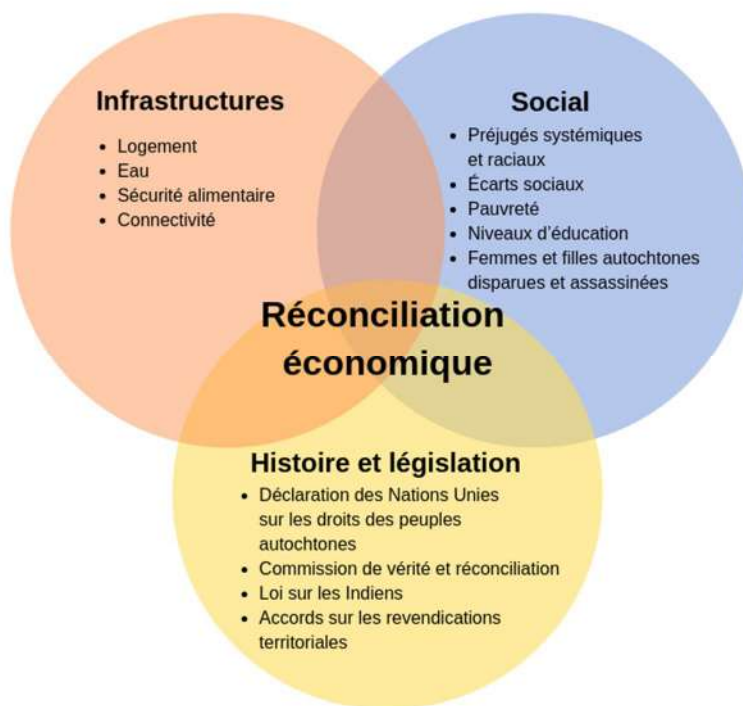 Infrastructures
• Logement
• Eau
• Sécurité alimentaire
• Connectivité
Social
• Préjugés systémiques
et raciaux
• Écarts sociaux
• Pauvreté
• Niveaux d’éducation
• Femmes et filles autochtones
disparues et assassinées
Réconciliation
économique
Histoire et législation
• Déclaration des Nations Unies
sur les droits des peuples
autochtones
• Commission de vérité et réconciliation
• Loi sur les Indiens
• Accords sur les revendications
territoriales